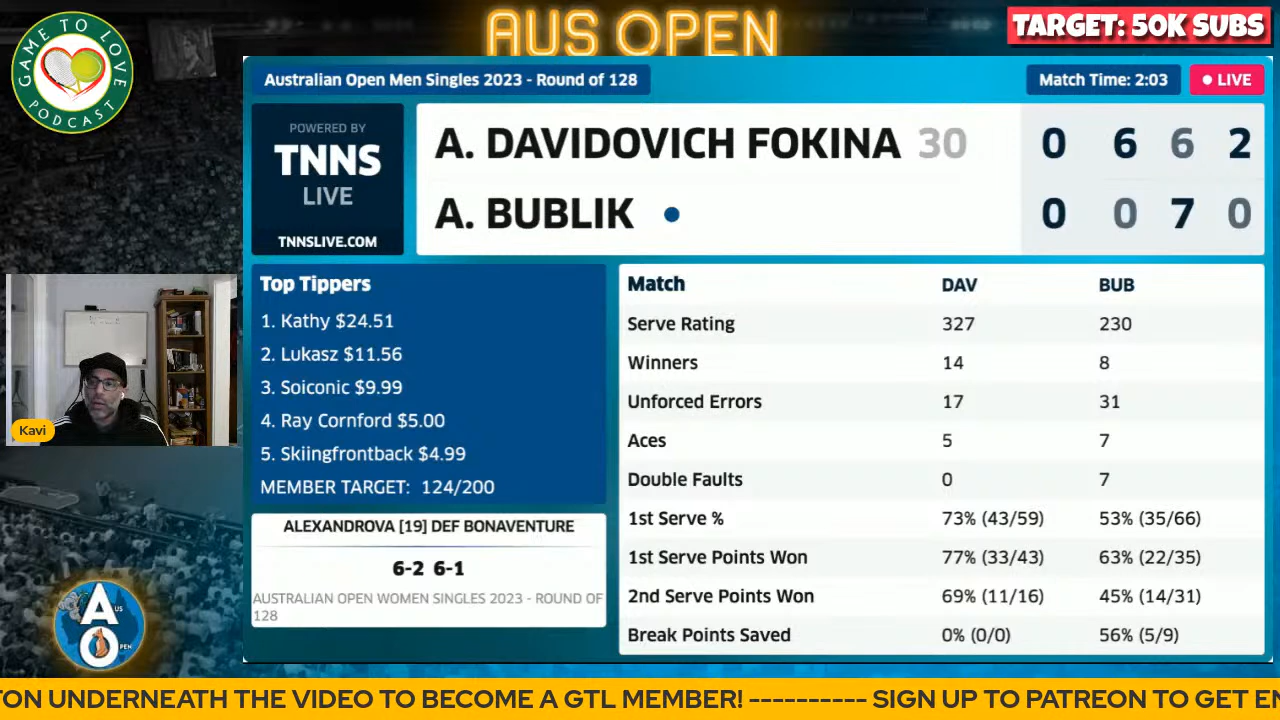 GAME TO LOVE
PODCAST
AUS OPEN
TARGET: 50K SUBS
Australian Open Men Singles 2023 - Round of 128
Match Time: 2:03
LIVE
POWERED BY
TNNS
LIVE
TNNSLIVE.COM
A. DAVIDOVICH FOKINA 30 0 6 6 2
A. BUBLIK 0 0 7 0
Top Tippers
1. Kathy $24.51
2. Lukasz $11.56
3. Soiconic $9.99
4. Ray Cornford $5.00
5. Skiingfrontback $4.99
MEMBER TARGET: 124/200
ALEXANDROVA [19] DEF BONAVENTURE
6-2 6-1
AUSTRALIAN OPEN WOMEN SINGLES 2023 - ROUND OF
128
Match DAV BUB
Serve Rating 327 230
Winners 14 8
Unforced Errors 17 31
Aces 5 7
Double Faults 0 7
1st Serve % 73% (43/59) 53% (35/66)
1st Serve Points Won 77% (33/43) 63% (22/35)
2nd Serve Points Won 69% (11/16) 45% (14/31)
Break Points Saved 0% (0/0) 56% (5/9)
Kavi
AUS
OPEN
TON UNDERNEATH THE VIDEO TO BECOME A GTL MEMBER! ---------- SIGN UP TO PATREON TO GET EN